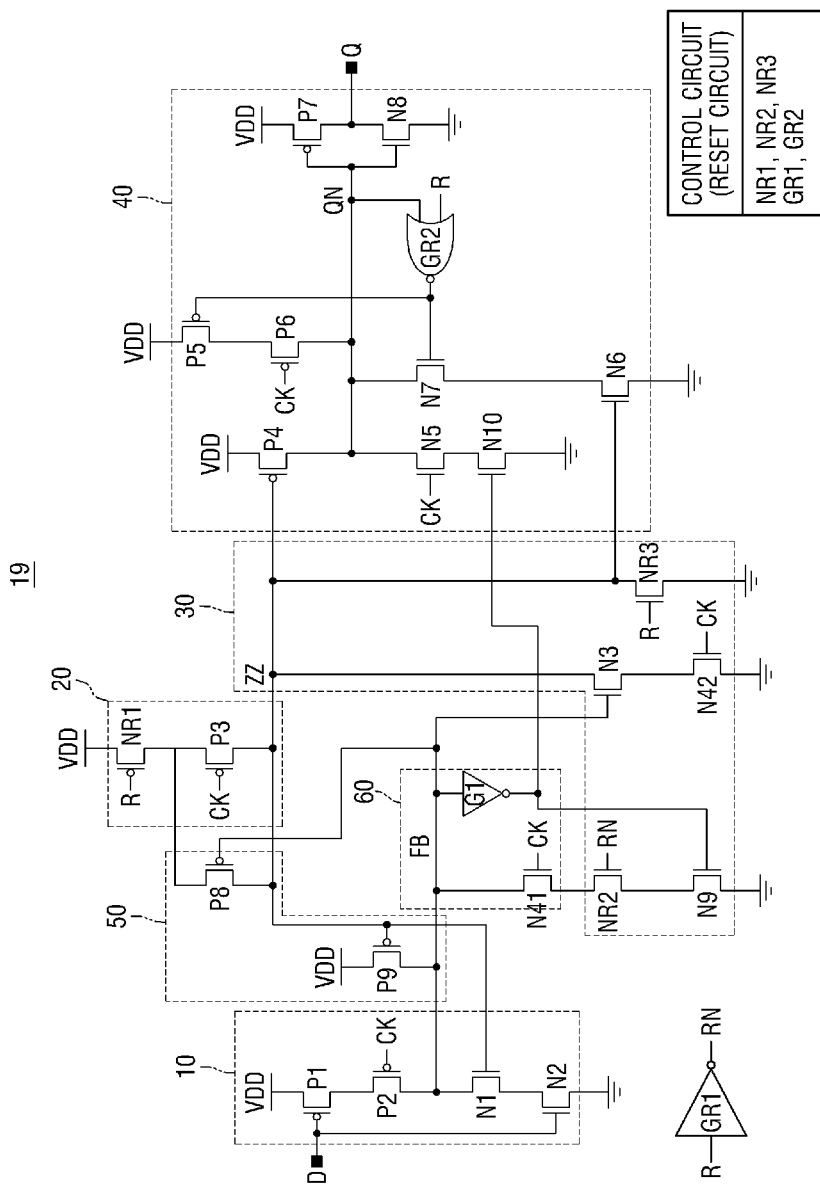 19
10
VDD
P1
D
P2
CK
N1
N2
50
P8
VDD
P9
20
VDD
R
NR1
CK
P3
60
FB
G1
CK
N41
RN
NR2
N9
30
ZZ
N3
CK
N42
R
NR3
40
VDD
P4
CK
N5
N10
VDD
P5
CK
P6
N7
N6
QN
GR2
R
VDD
P7
N8
Q
R
GR1
RN
CONTROL CIRCUIT
(RESET CIRCUIT)
NR1, NR2, NR3
GR1, GR2